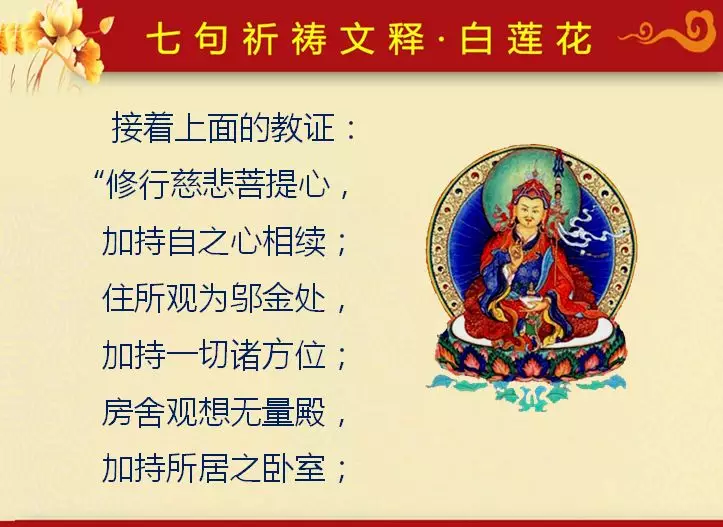 七句祈祷文释·白莲花
接着上面的教证：
“修行慈悲菩提心，
加持自之心相续；
住所观为邬金处，
加持一切诸方位；
房舍观想无量殿，
加持所居之卧室；